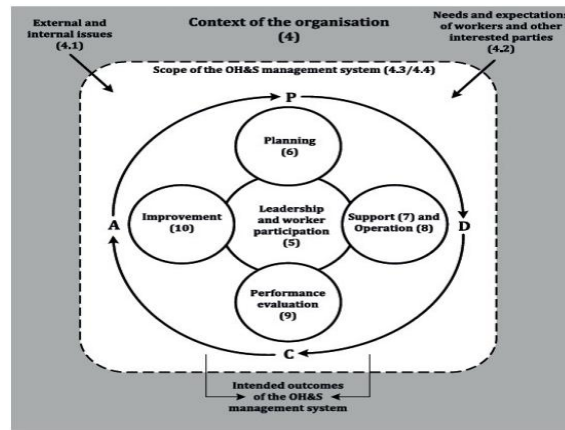 External and
internal issues
(4.1)
Context of the organisation
(4)
Needs and expectations
of workers and other
interested parties
(4.2)
Scope of the OH&S management system (4.3/4.4)
P
Planning
(6)
A
Improvement
(10)
Leadership
and worker
participation
(5)
Support (7) and
Operation (8)
D
Performance
evaluation
(9)
C
Intended outcomes
of the OH&S
management system